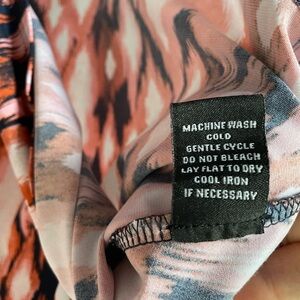 MACHINE WASH
COLD
GENTLE CYCLE
DO NOT BLEACH
LAY FLAT TO DRY
COOL IRON
IF NECESSARY